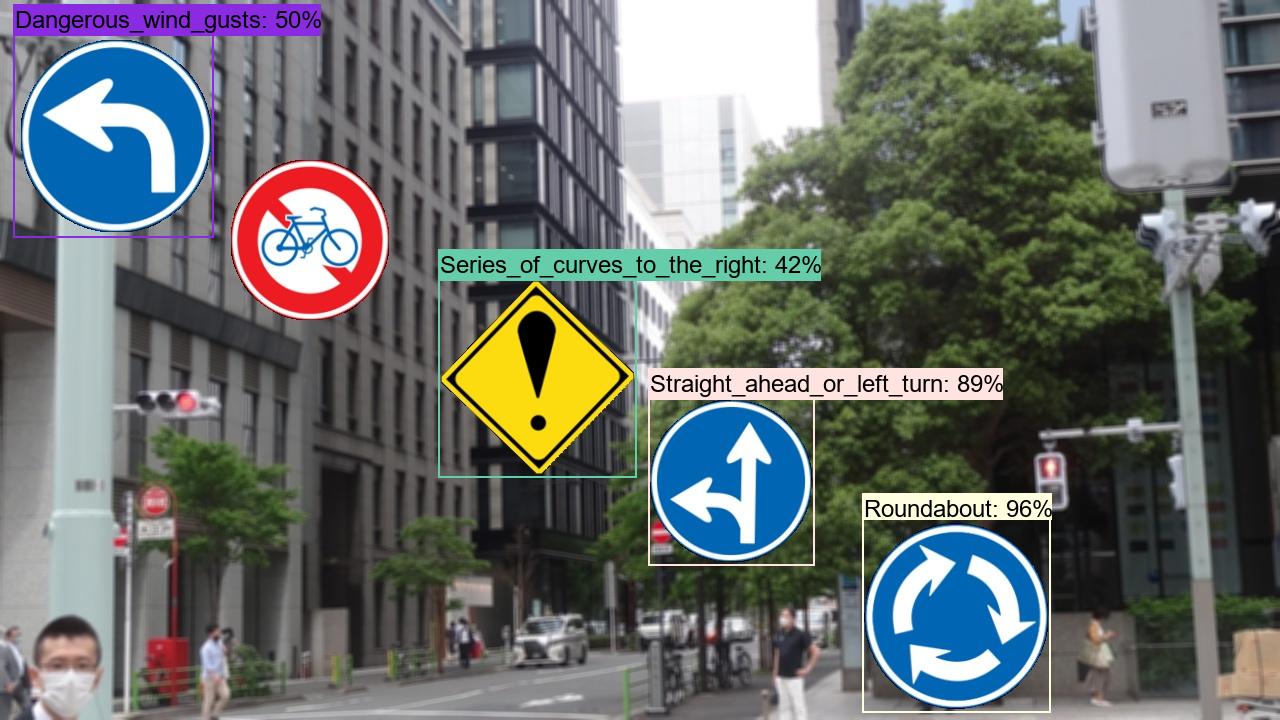 Dangerous_wind_gusts: 50%
Series_of_curves_to_the_right: 42%
Straight_ahead_or_left_turn: 89%
Roundabout: 96%